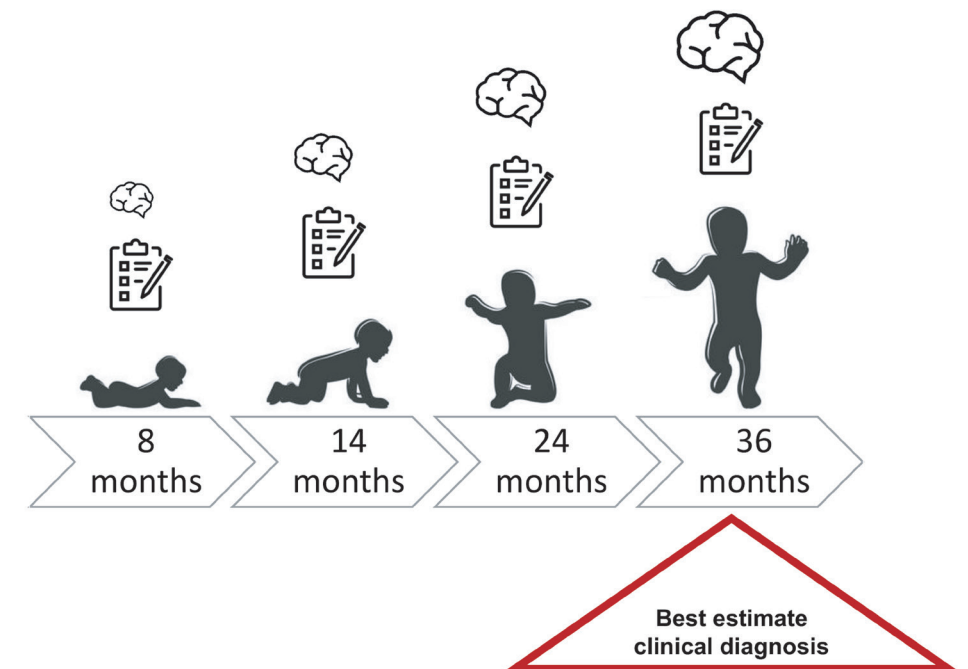 8
months
14
months
24
months
36
months
Best estimate
clinical diagnosis